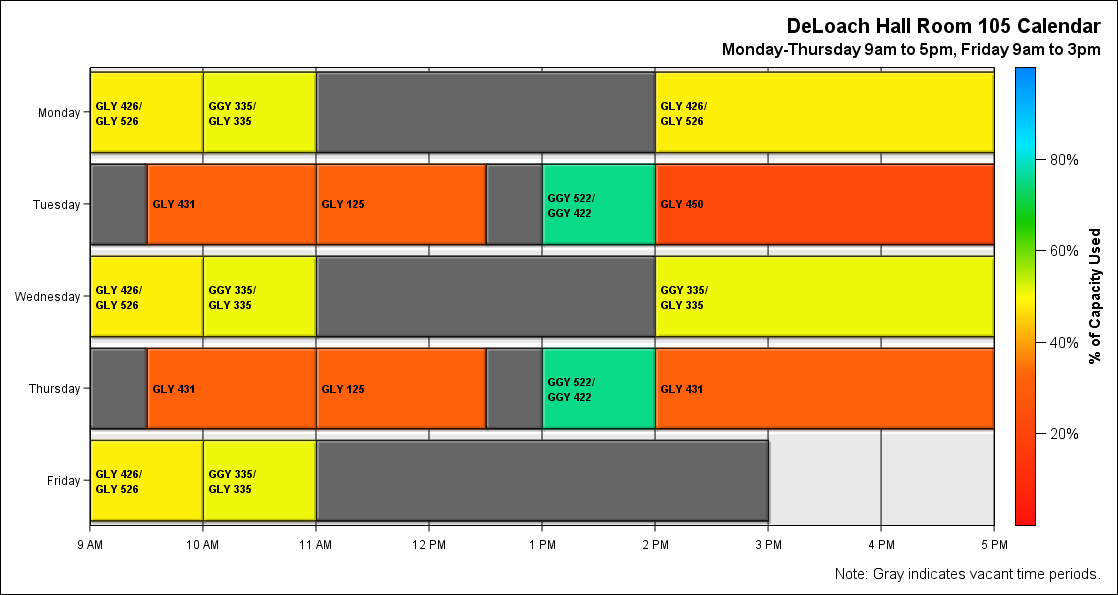 DeLoach Hall Room 105 Calendar
Monday-Thursday 9am to 5pm, Friday 9am to 3pm
Monday
GLY 426/
GLY 526
GGY 335/
GLY 335
GLY 426/
GLY 526
Tuesday
GLY 431
GLY 125
GGY 522/
GGY 422
GLY 450
Wednesday
GLY 426/
GLY 526
GGY 335/
GLY 335
GGY 335/
GLY 335
Thursday
GLY 431
GLY 125
GGY 522/
GGY 422
GLY 431
Friday
GLY 426/
GLY 526
GGY 335/
GLY 335
9 AM
10 AM
11 AM
12 PM
1 PM
2 PM
3 PM
4 PM
5 PM
80%
60%
40%
20%
% of Capacity Used
Note: Gray indicates vacant time periods.